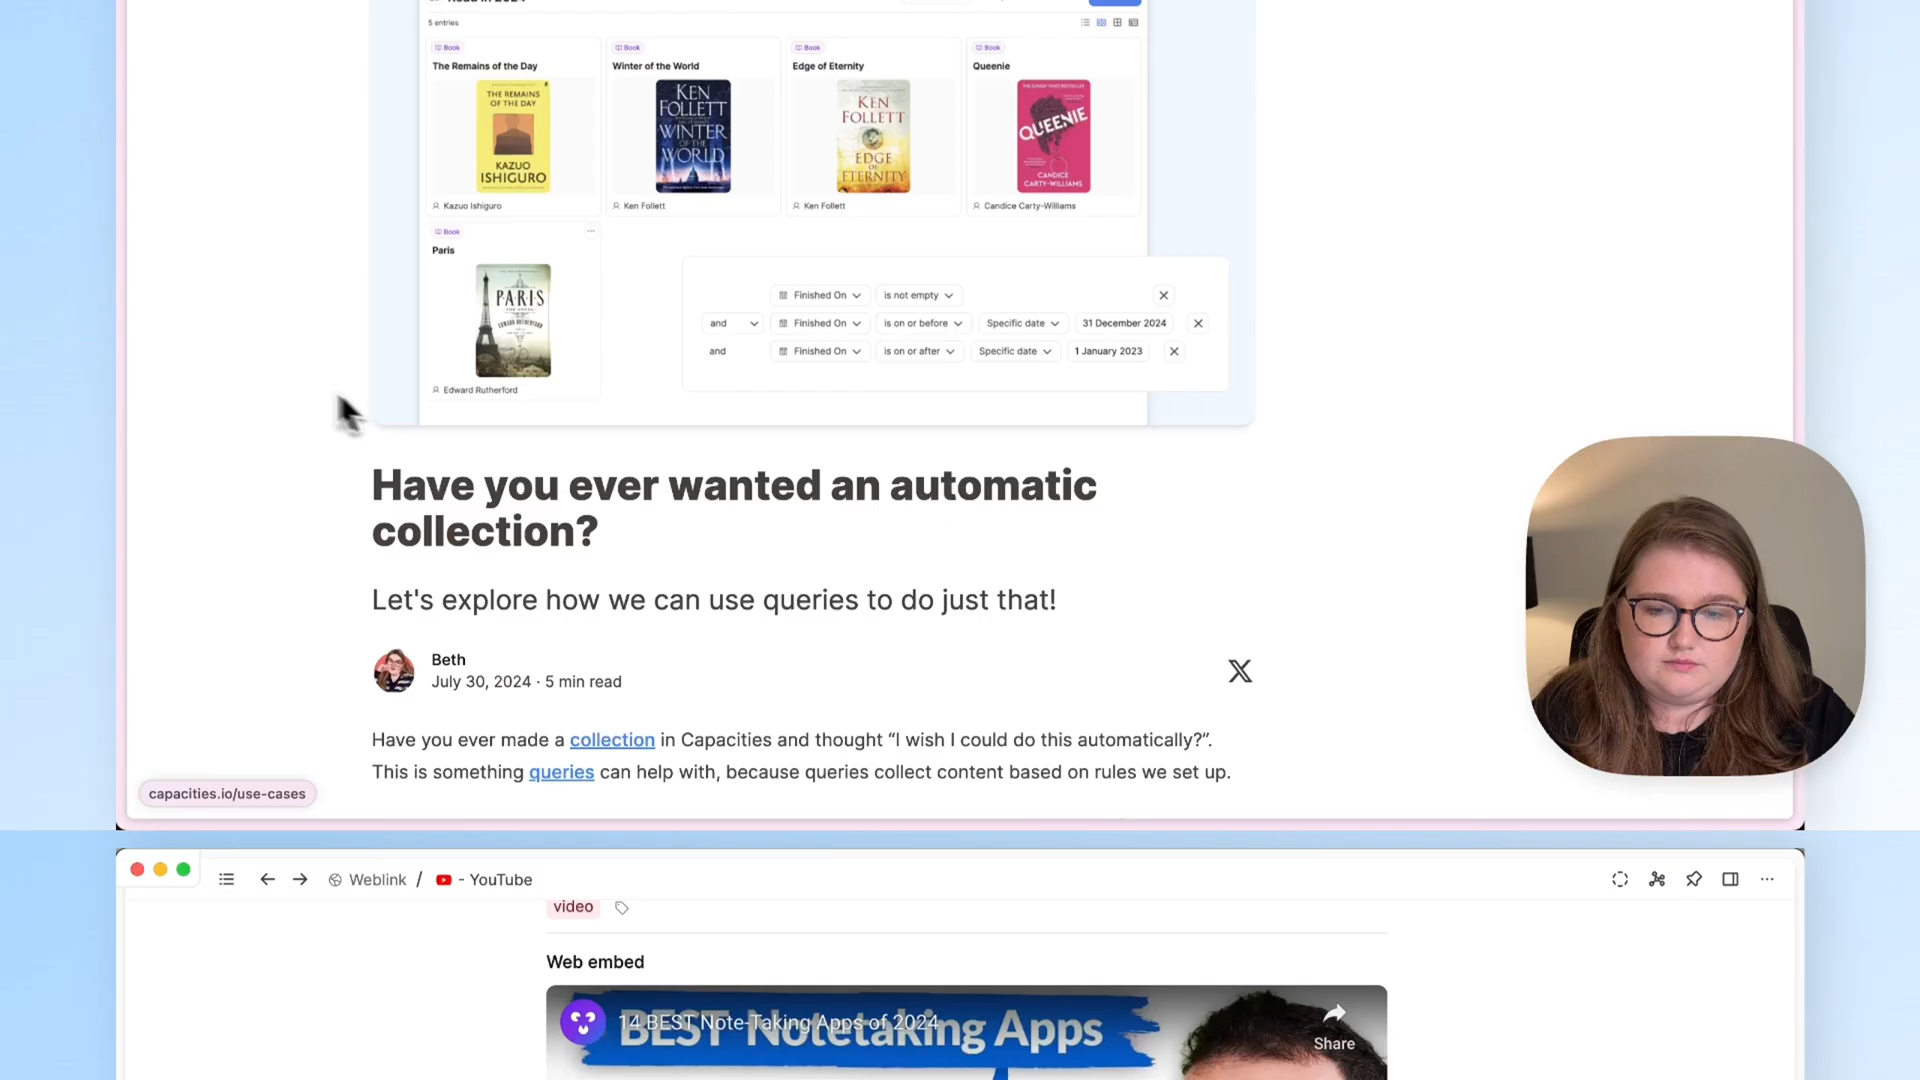 5 entries
Book
Book
Book
Book
The Remains of the Day
Winter of the World
Edge of Eternity
Queenie
THE REMAINS
OF THE DAY
KAZUO
ISHIGURO
KEN
FOLLETT
WINTER
OF THE
WORLD
KEN
FOLLETT
EDGE
OF
ETERNITY
QUEENIE
CANDICE
CARTY-WILLIAMS
Kazuo Ishiguro
Ken Follett
Ken Follett
Candice Carty-Williams
Book
Paris
PARIS
EDWARD RUTHERFURD
Edward Rutherford
Finished On is not empty
and Finished On is on or before Specific date 31 December 2024
and Finished On is on or after Specific date 1 January 2023
Have you ever wanted an automatic
collection?
Let's explore how we can use queries to do just that!
Beth
July 30, 2024 · 5 min read
Have you ever made a collection in Capacities and thought “I wish I could do this automatically?”.
This is something queries can help with, because queries collect content based on rules we set up.
capacities.io/use-cases
Weblink / - YouTube
video
Web embed
14 BEST Note-Taking Apps of 2024
BEST Notetaking Apps
Share